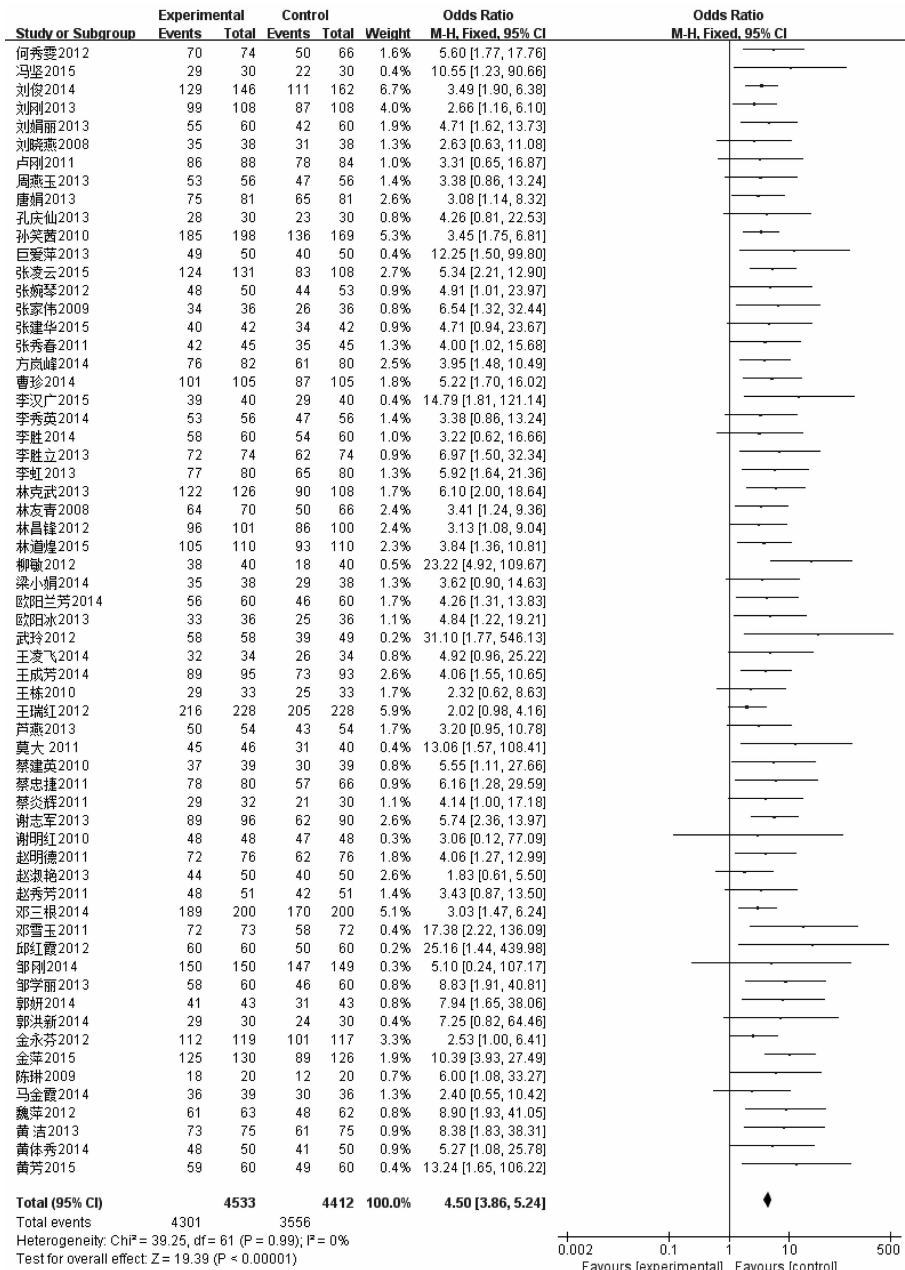 Experimental Control Odds Ratio Odds Ratio
Study or Subgroup Events Total Events Total Weight M-H, Fixed, 95% CI M-H, Fixed, 95% CI
何秀雯2012 70 74 50 66 1.6% 5.60 [1.77, 17.76]
冯坚2015 29 30 22 30 0.4% 10.55 [1.23, 90.66]
刘俊2014 129 146 111 162 6.7% 3.49 [1.90, 6.38]
刘刚2013 99 108 87 108 4.0% 2.66 [1.16, 6.10]
刘娟丽2013 55 60 42 60 1.9% 4.71 [1.62, 13.73]
刘晓燕2008 35 38 31 38 1.3% 2.63 [0.63, 11.08]
卢刚2011 86 88 78 84 1.0% 3.31 [0.65, 16.87]
周燕玉2013 53 56 47 56 1.4% 3.38 [0.86, 13.24]
唐娟2013 75 81 65 81 2.6% 3.08 [1.14, 8.32]
孔庆仙2013 28 30 23 30 0.8% 4.26 [0.81, 22.53]
孙笑茜2010 185 198 136 169 5.3% 3.45 [1.75, 6.81]
巨爱萍2013 49 50 40 50 0.4% 12.25 [1.50, 99.80]
张凌云2015 124 131 83 108 2.7% 5.34 [2.21, 12.90]
张婉琴2012 48 50 44 53 0.9% 4.91 [1.01, 23.97]
张家伟2009 34 36 26 36 0.7% 6.54 [1.32, 32.44]
张建华2015 40 42 34 42 0.8% 4.71 [0.94, 23.67]
张秀春2011 42 45 35 45 1.2% 4.00 [1.02, 15.68]
方岚峰2014 76 82 61 80 2.3% 3.95 [1.48, 10.49]
曹珍2014 101 105 87 105 1.8% 5.22 [1.70, 16.02]
李汉广2015 39 40 29 40 0.4% 14.79 [1.81, 121.14]
李秀英2014 53 56 47 56 1.4% 3.38 [0.86, 13.24]
李胜2014 58 60 54 60 1.0% 3.22 [0.62, 16.66]
李胜立2013 72 74 62 74 0.9% 6.97 [1.50, 32.34]
李虹2013 77 80 65 80 1.4% 5.92 [1.64, 21.36]
林克武2013 122 126 90 108 1.7% 6.10 [2.00, 18.64]
林友青2008 64 70 50 66 2.4% 3.41 [1.24, 9.36]
林昌锋2012 96 101 86 100 2.4% 3.13 [1.08, 9.04]
林道煌2015 105 110 93 110 2.3% 3.84 [1.36, 10.81]
柳敏2012 38 40 18 40 0.5% 23.22 [4.92, 109.67]
梁小娟2014 35 38 29 38 1.2% 3.62 [0.90, 14.63]
欧阳兰芳2014 56 60 46 60 1.7% 4.26 [1.31, 13.83]
欧阳冰2013 33 36 25 36 1.1% 4.84 [1.22, 19.21]
武玲2012 58 58 39 49 0.2% 31.10 [1.77, 546.13]
王凌飞2014 32 34 26 34 0.8% 4.92 [0.96, 25.22]
王成芳2014 89 95 73 93 2.4% 4.06 [1.55, 10.65]
王栋2010 29 33 25 33 1.7% 2.32 [0.62, 8.63]
王瑞红2012 216 228 205 228 5.9% 2.02 [0.98, 4.16]
芦燕2013 50 54 43 54 1.7% 3.20 [0.95, 10.78]
莫大 2011 45 46 31 40 0.4% 13.06 [1.57, 108.41]
蔡建英2010 37 39 30 39 0.8% 5.55 [1.11, 27.66]
蔡忠捷2011 78 80 57 66 0.8% 6.16 [1.28, 29.59]
蔡炎辉2011 29 32 21 30 1.1% 4.14 [1.00, 17.18]
谢志军2013 89 96 62 90 2.5% 5.74 [2.36, 13.97]
谢明红2010 48 48 47 48 0.3% 3.06 [0.12, 77.09]
赵明德2011 72 76 62 76 1.8% 4.06 [1.27, 12.99]
赵淑艳2013 44 50 40 50 2.6% 1.83 [0.61, 5.50]
赵秀芳2011 48 51 42 51 1.4% 3.43 [0.87, 13.50]
邓三根2014 189 200 170 200 5.1% 3.03 [1.47, 6.24]
邓雪玉2011 72 73 58 72 0.4% 17.38 [2.22, 136.09]
邱红霞2012 60 60 50 60 0.2% 25.16 [1.44, 439.98]
邹刚2014 150 150 147 149 0.3% 5.10 [0.24, 107.17]
邹学丽2013 58 60 46 60 0.8% 8.83 [1.91, 40.81]
郭妍2014 41 43 31 43 0.7% 7.94 [1.65, 38.06]
郭洪新2014 29 30 24 30 0.4% 7.25 [0.82, 64.46]
金永芬2012 112 119 101 117 3.3% 2.53 [1.00, 6.41]
金萍2015 125 130 89 126 1.9% 10.39 [3.93, 27.49]
陈琳2009 18 20 12 20 0.7% 6.00 [1.08, 33.27]
马金霞2014 36 39 30 36 1.3% 2.40 [0.55, 10.42]
魏萍2012 61 63 48 62 0.8% 8.90 [1.93, 41.05]
黄 洁2013 73 75 61 75 0.9% 8.38 [1.83, 38.31]
黄体秀2014 48 50 41 50 0.9% 5.27 [1.08, 25.78]
黄芳2015 59 60 49 60 0.4% 13.24 [1.65, 106.22]
Total (95% CI) 4533 4412 100.0% 4.50 [3.86, 5.24]
Total events 4301 3556
Heterogeneity: Chi² = 39.25, df = 61 (P = 0.99); I² = 0%
Test for overall effect: Z = 19.39 (P < 0.00001)
0.002 0.1 1 10 500
Favours [experimental] Favours [control]